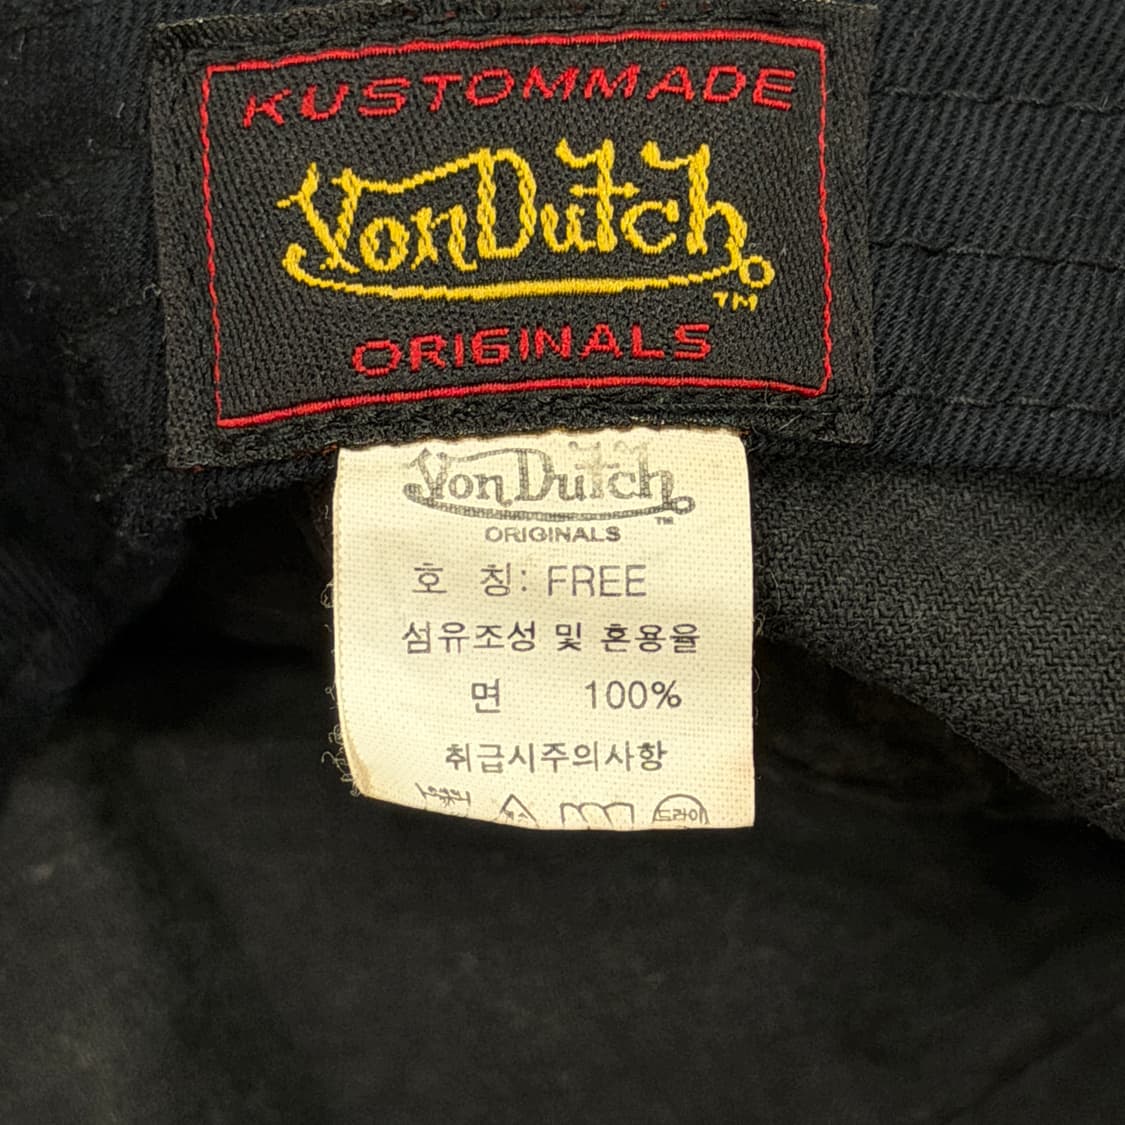 KUSTOMMADE
VonDutch
TM
ORIGINALS
VonDutch
TM
ORIGINALS
호 칭: FREE
섬유조성 및 혼용율
면 100%
취급시주의사항
드라이